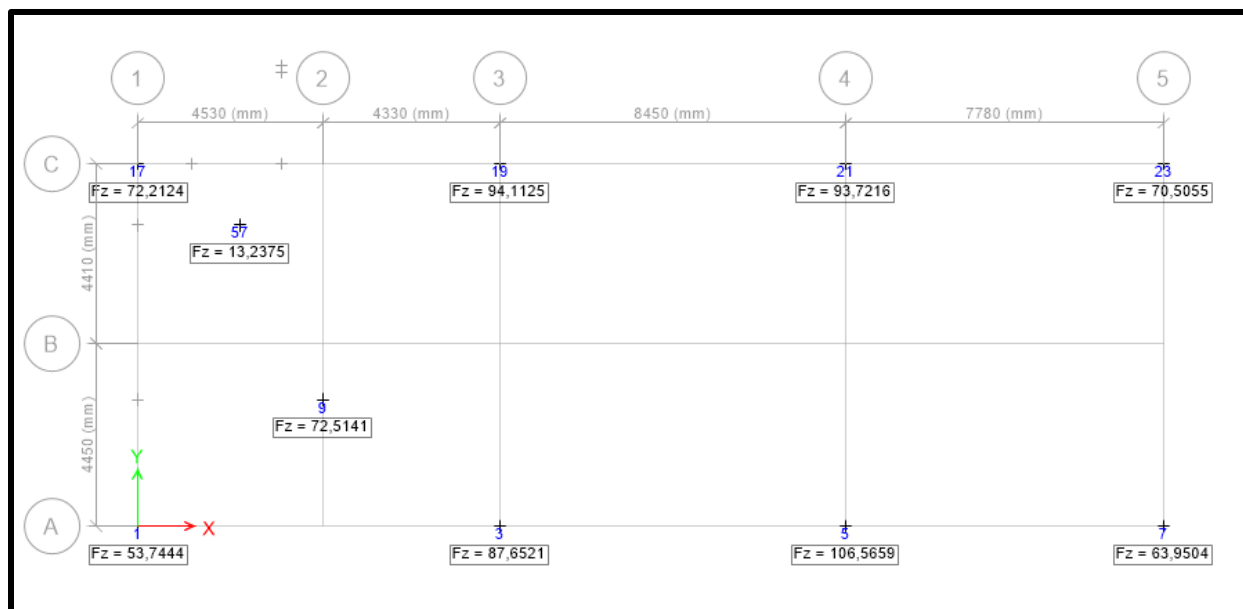 1 2 3 4 5
4530 (mm) 4330 (mm) 8450 (mm) 7780 (mm)
C
17 19 21 23
Fz = 72,2124 Fz = 94,1125 Fz = 93,7216 Fz = 70,5055
57
Fz = 13,2375
4410 (mm)
B
9
Fz = 72,5141
4450 (mm)
Y
A
X
1 3 5 7
Fz = 53,7444 Fz = 87,6521 Fz = 106,5659 Fz = 63,9504